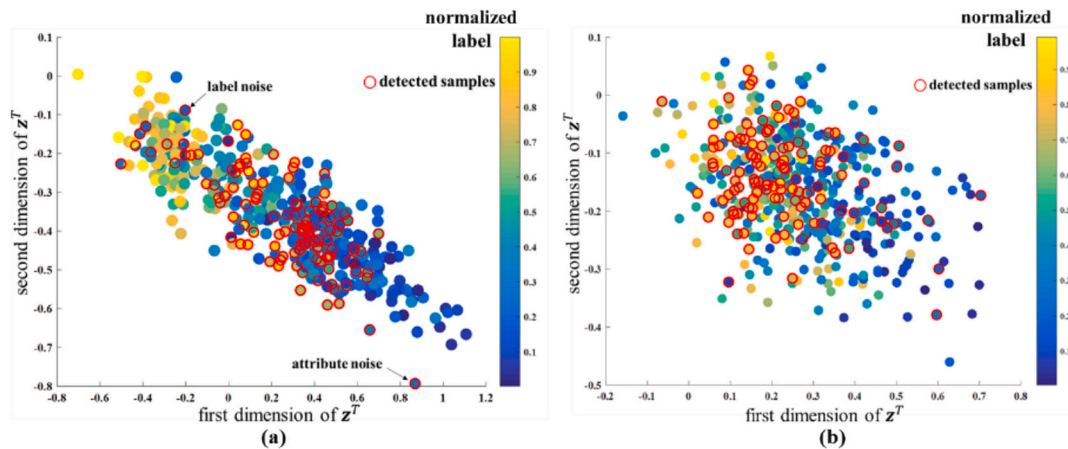 normalized
label
detected samples
label noise
attribute noise
0.1
0
-0.1
-0.2
-0.3
-0.4
-0.5
-0.6
-0.7
-0.8
second dimension of z^T
-0.8 -0.6 -0.4 -0.2 0 0.2 0.4 0.6 0.8 1 1.2
first dimension of z^T
0.9
0.8
0.7
0.6
0.5
0.4
0.3
0.2
0.1
(a)
normalized
label
detected samples
0.1
0
-0.1
-0.2
-0.3
-0.4
-0.5
second dimension of z^T
-0.2 -0.1 0 0.1 0.2 0.3 0.4 0.5 0.6 0.7 0.8
first dimension of z^T
(b)